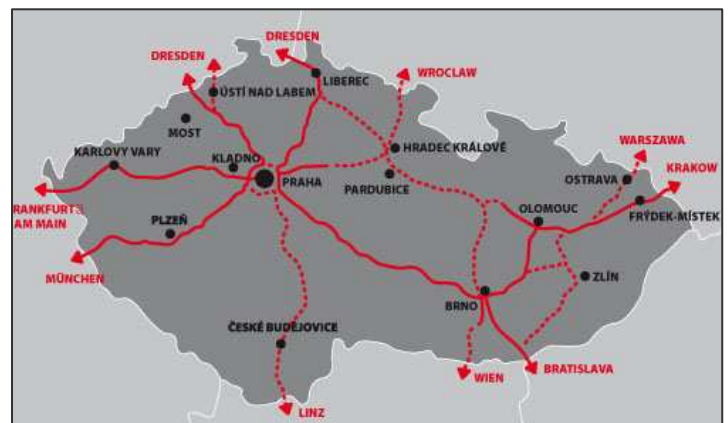 DRESDEN
DRESDEN
LIBEREC
WROCLAW
ÚSTÍ NAD LABEM
MOST
HRADEC KRÁLOVÉ
WARSZAWA
KARLOVY VARY
KLADNO
PRAHA
PARDUBICE
OSTRAVA
KRAKOW
FRÝDEK-MÍSTEK
RANKFURT
AM MAIN
PLZEŇ
OLOMOUC
MÜNCHEN
ZLÍN
BRNO
ČESKÉ BUDĚJOVICE
WIEN
BRATISLAVA
LINZ